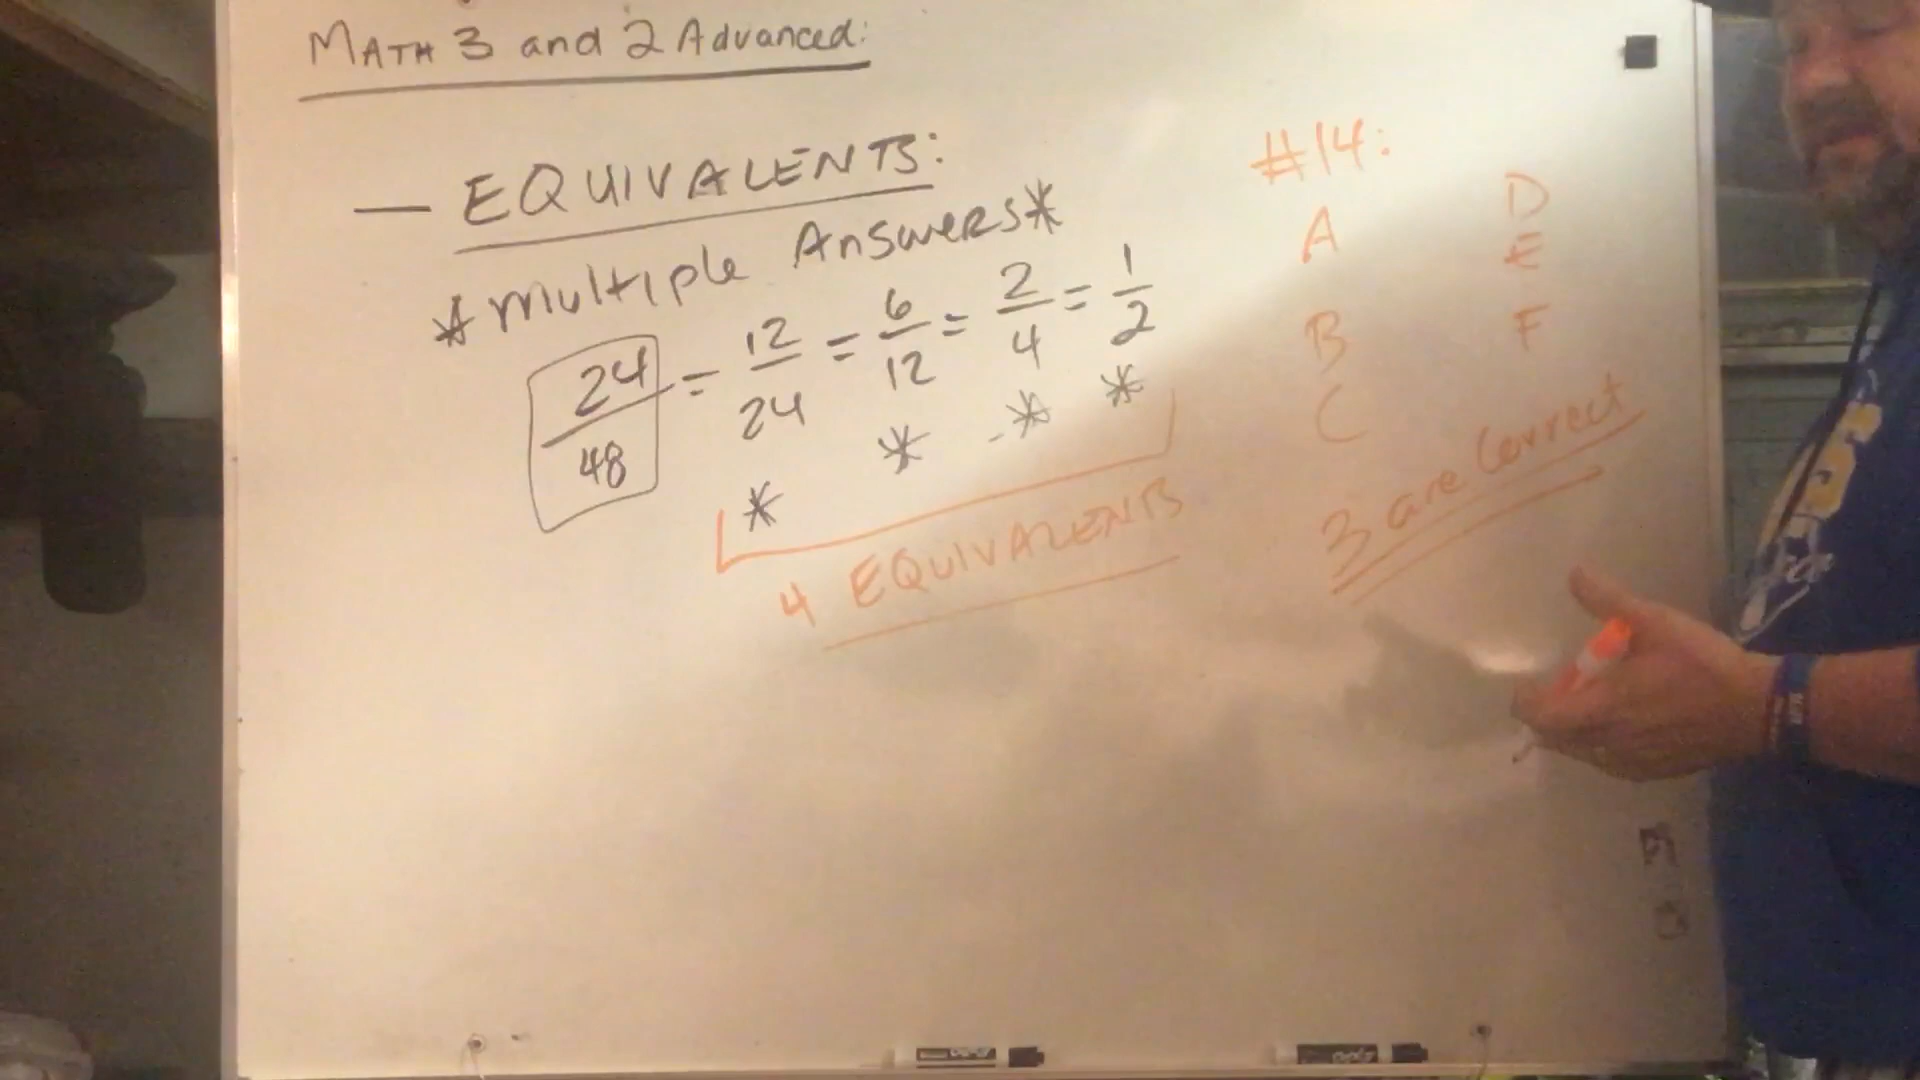 MATH 3 and 2 Advanced:
— EQUIVALENTS:
* multiple Answers *
24/48 = 12/24 = 6/12 = 2/4 = 1/2
* * * *
4 EQUIVALENTS
#14:
A D
B E
C F
3 are correct